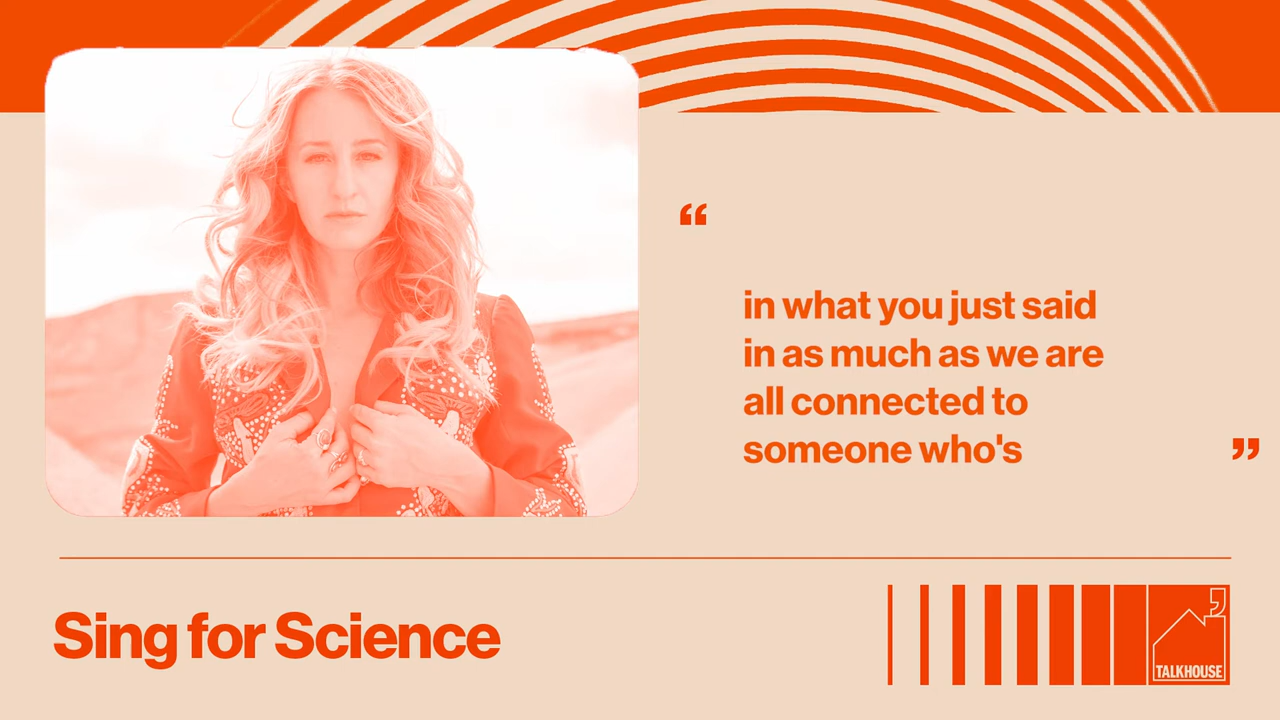 “
in what you just said
in as much as we are
all connected to
someone who's
”
Sing for Science
TALKHOUSE